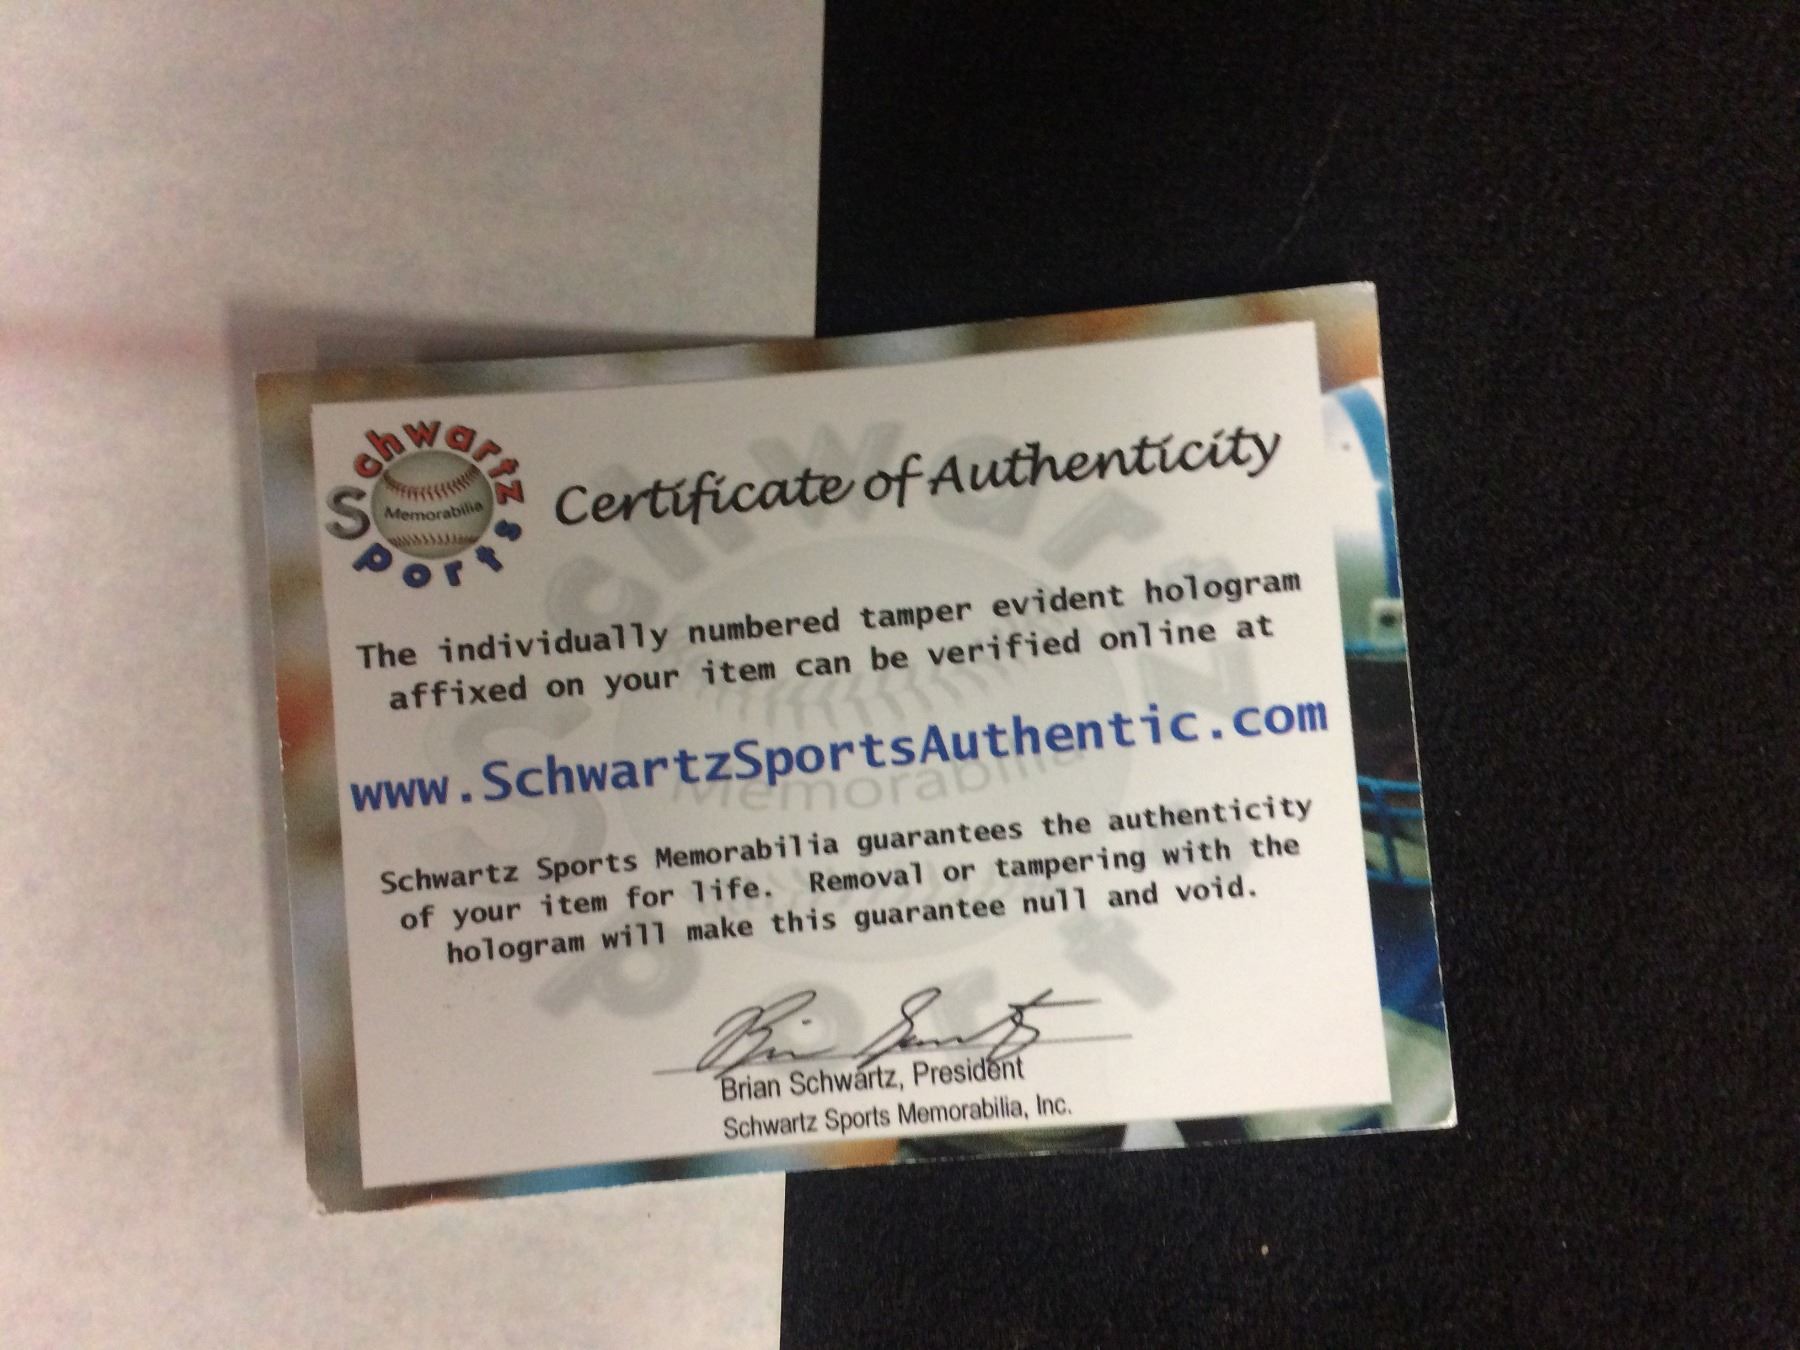 Schwartz
Sports
Memorabilia
Certificate of Authenticity
The individually numbered tamper evident hologram
affixed on your item can be verified online at
www.SchwartzSportsAuthentic.com
Schwartz Sports Memorabilia guarantees the authenticity
of your item for life. Removal or tampering with the
hologram will make this guarantee null and void.
Brian Schwartz
Brian Schwartz, President
Schwartz Sports Memorabilia, Inc.